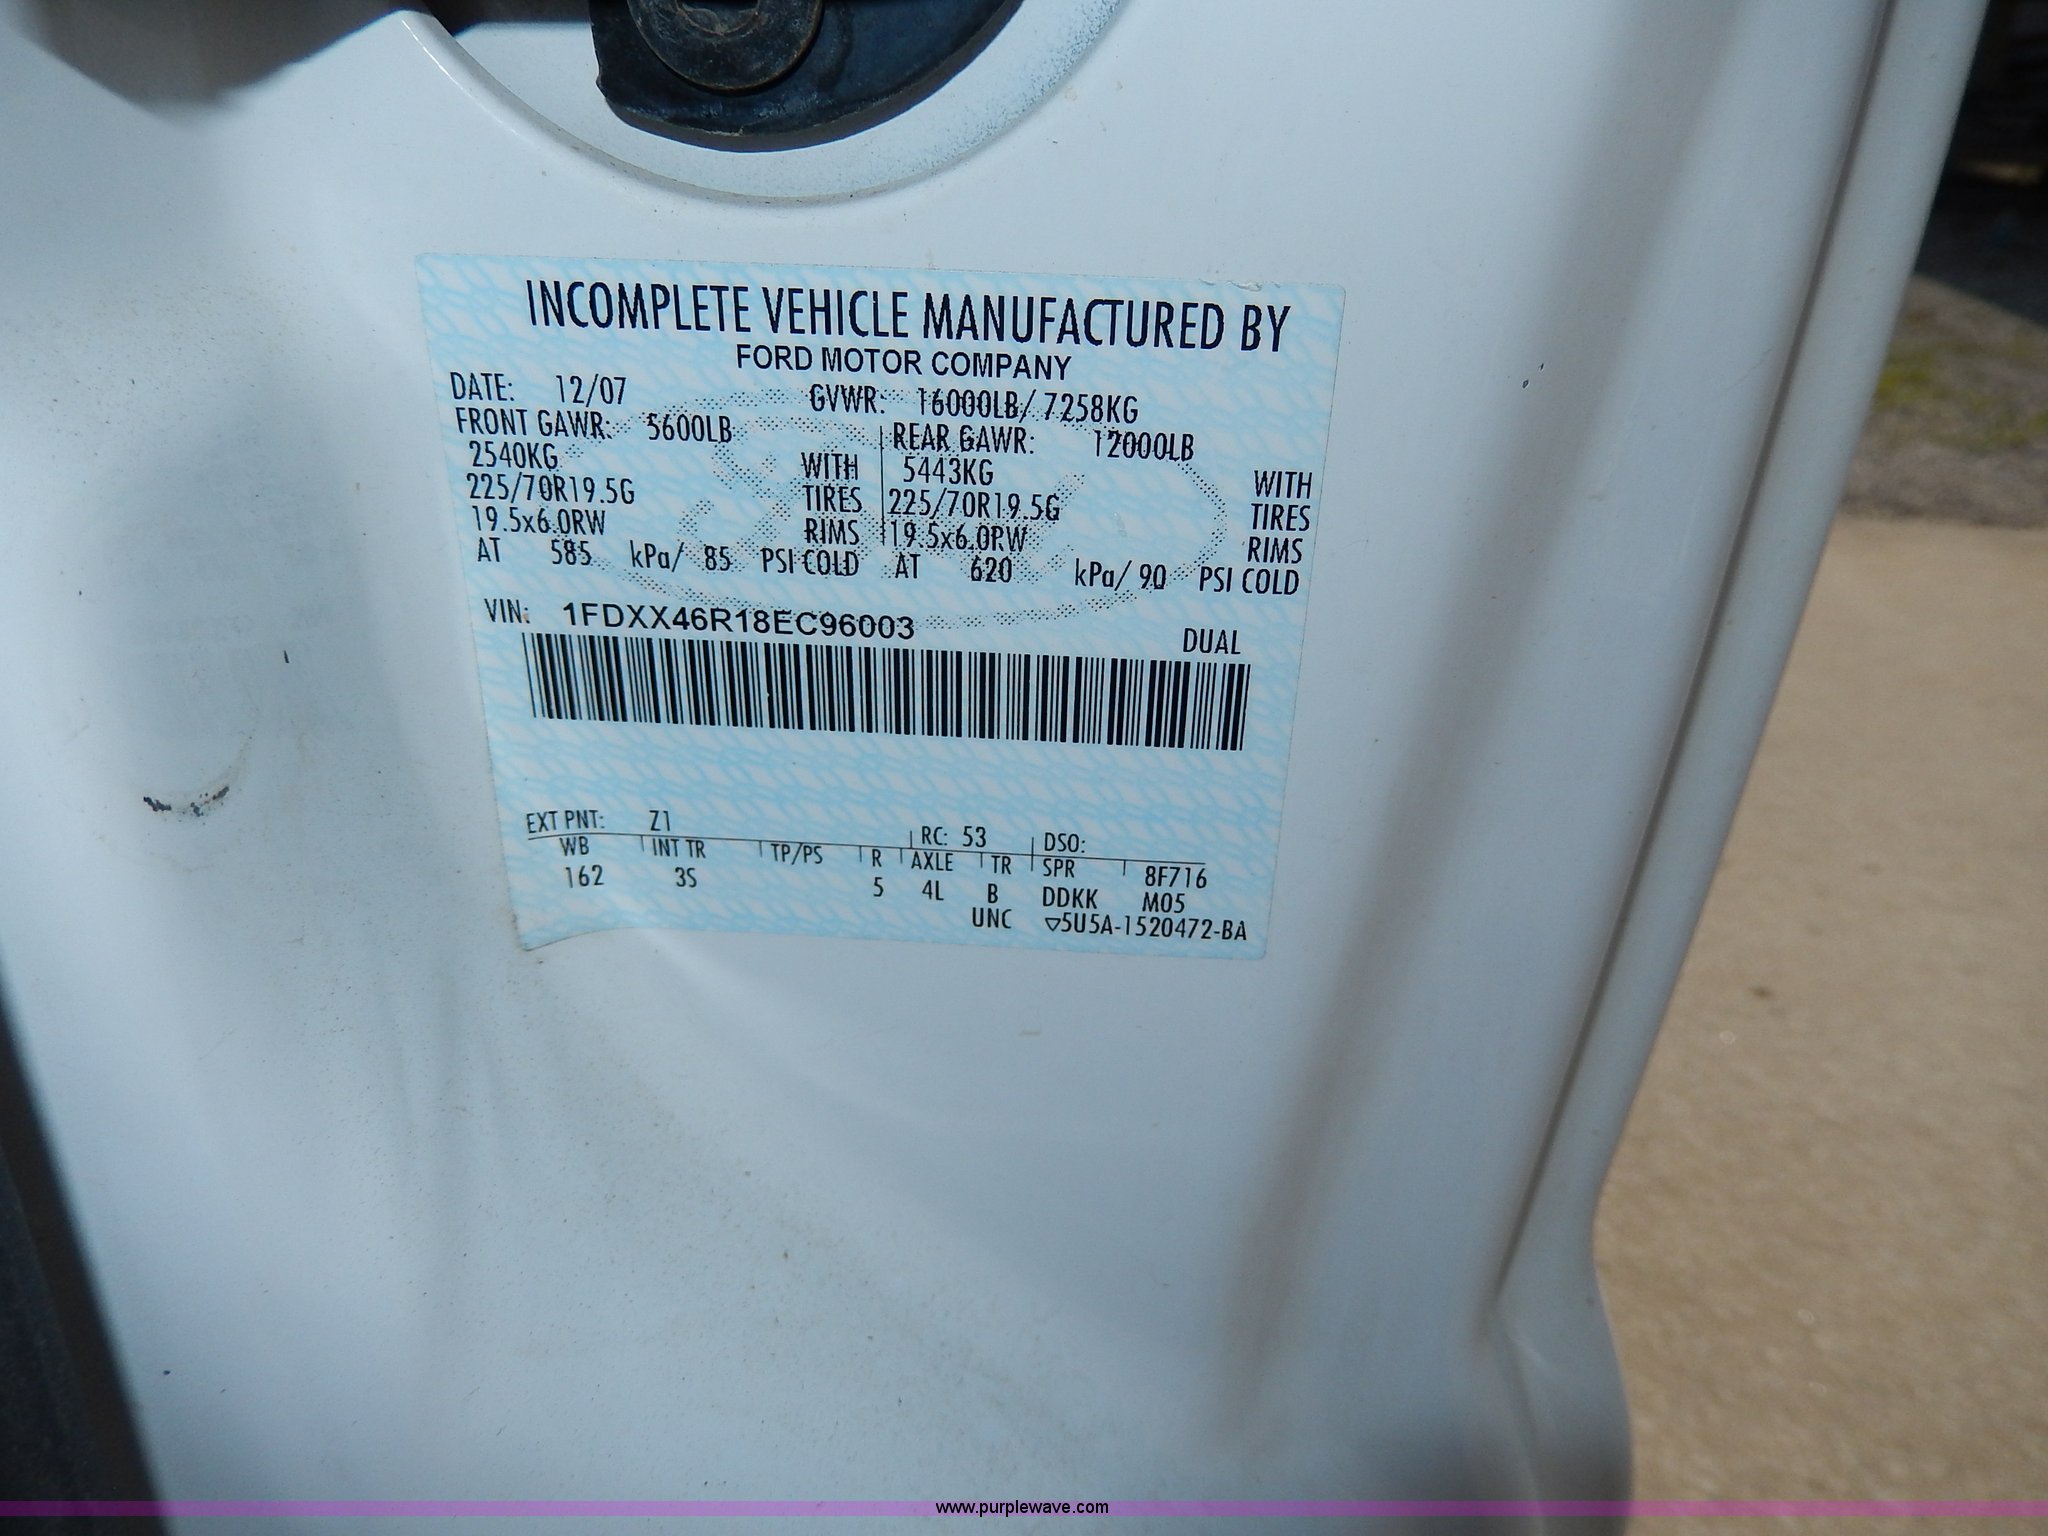 INCOMPLETE VEHICLE MANUFACTURED BY
FORD MOTOR COMPANY
DATE: 12/07 GVWR: 16000LB/ 7258KG
FRONT GAWR: 5600LB REAR GAWR: 12000LB
2540KG WITH 5443KG WITH
225/70R19.5G TIRES 225/70R19.5G TIRES
19.5x6.0RW RIMS 19.5x6.0RW RIMS
AT 585 kPa/ 85 PSI COLD AT 620 kPa/ 90 PSI COLD
VIN: 1FDXX46R18EC96003 DUAL
EXT PNT: Z1 RC: 53 DSO:
WB INT TR TP/PS R AXLE TR SPR 8F716
162 3S 5 4L B DDKK M05
UNC ▽5U5A-1520472-BA
www.purplewave.com